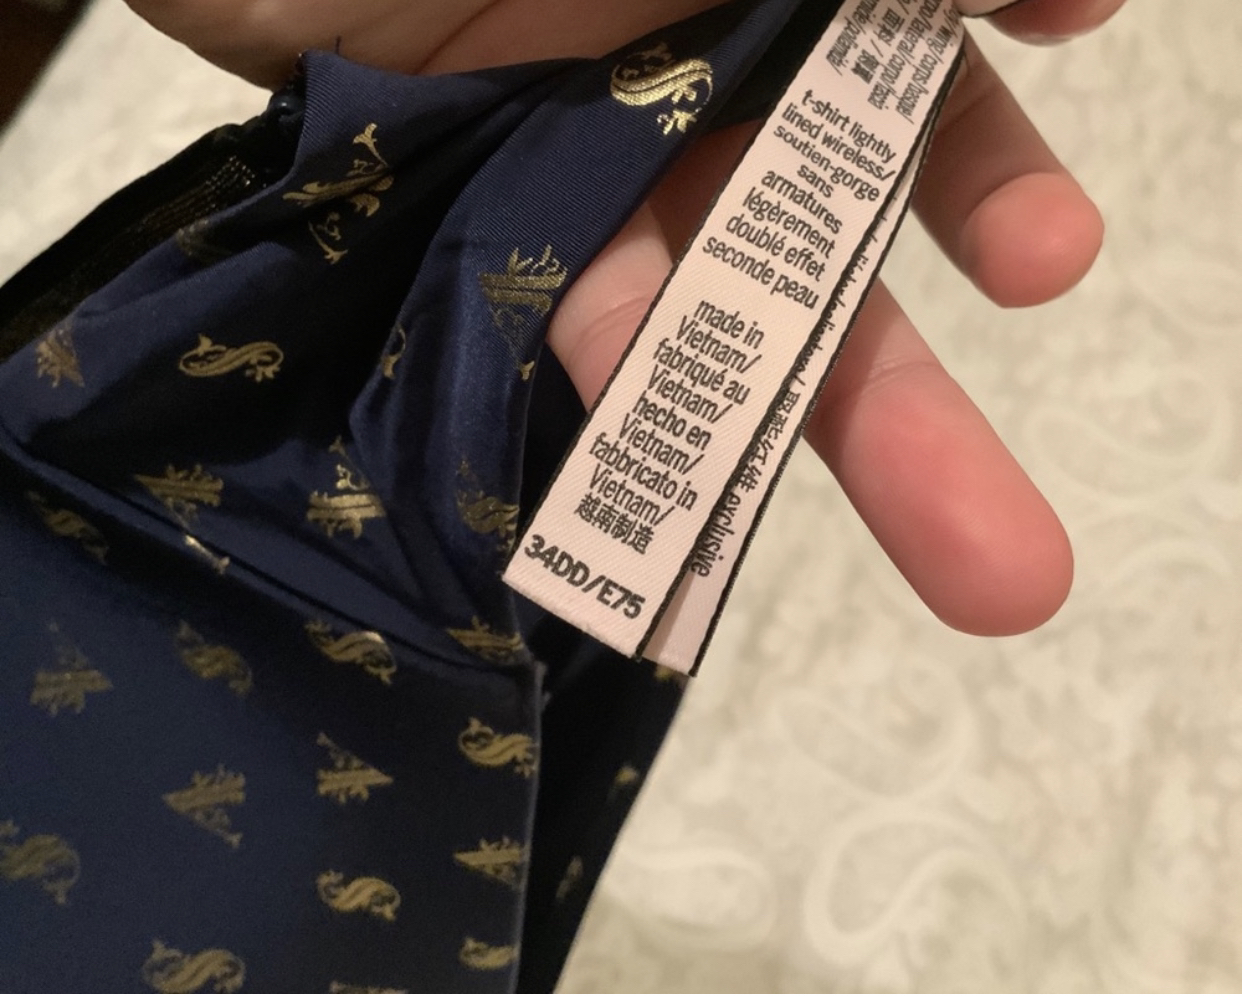 t-shirt lightly
lined wireless/
soutien-gorge
sans
armatures
légèrement
doublé effet
seconde peau
made in
Vietnam/
fabriqué au
Vietnam/
hecho en
Vietnam/
fabbricato in
Vietnam/
越南制造
34DD/E75
exclusive